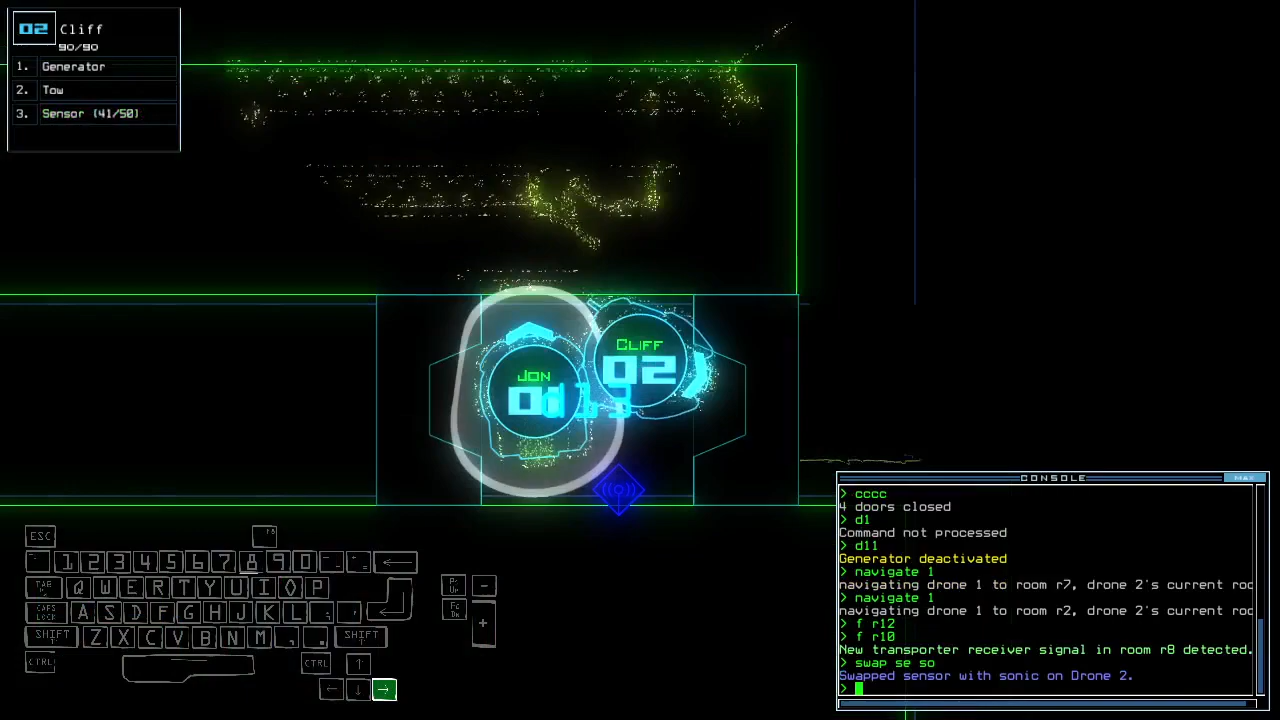 02 Cliff
90/90
1. Generator
2. Tow
3. Sensor (41/50)
CLIFF
02
JON
d13
CONSOLE
MAX
> cccc
4 doors closed
> d1
Command not processed
> d11
Generator deactivated
> navigate 1
navigating drone 1 to room r7, drone 2's current roo
> navigate 1
navigating drone 1 to room r2, drone 2's current roo
> f r12
> f r10
New transporter receiver signal in room r8 detected.
> swap se so
Swapped sensor with sonic on Drone 2.
>
ESC
1 2 3 4 5 6 7 8 9 0 - =
TAB Q W E R T Y U I O P
CAPS LOCK A S D F G H J K L ; '
SHIFT Z X C V B N M , . SHIFT
CTRL CTRL